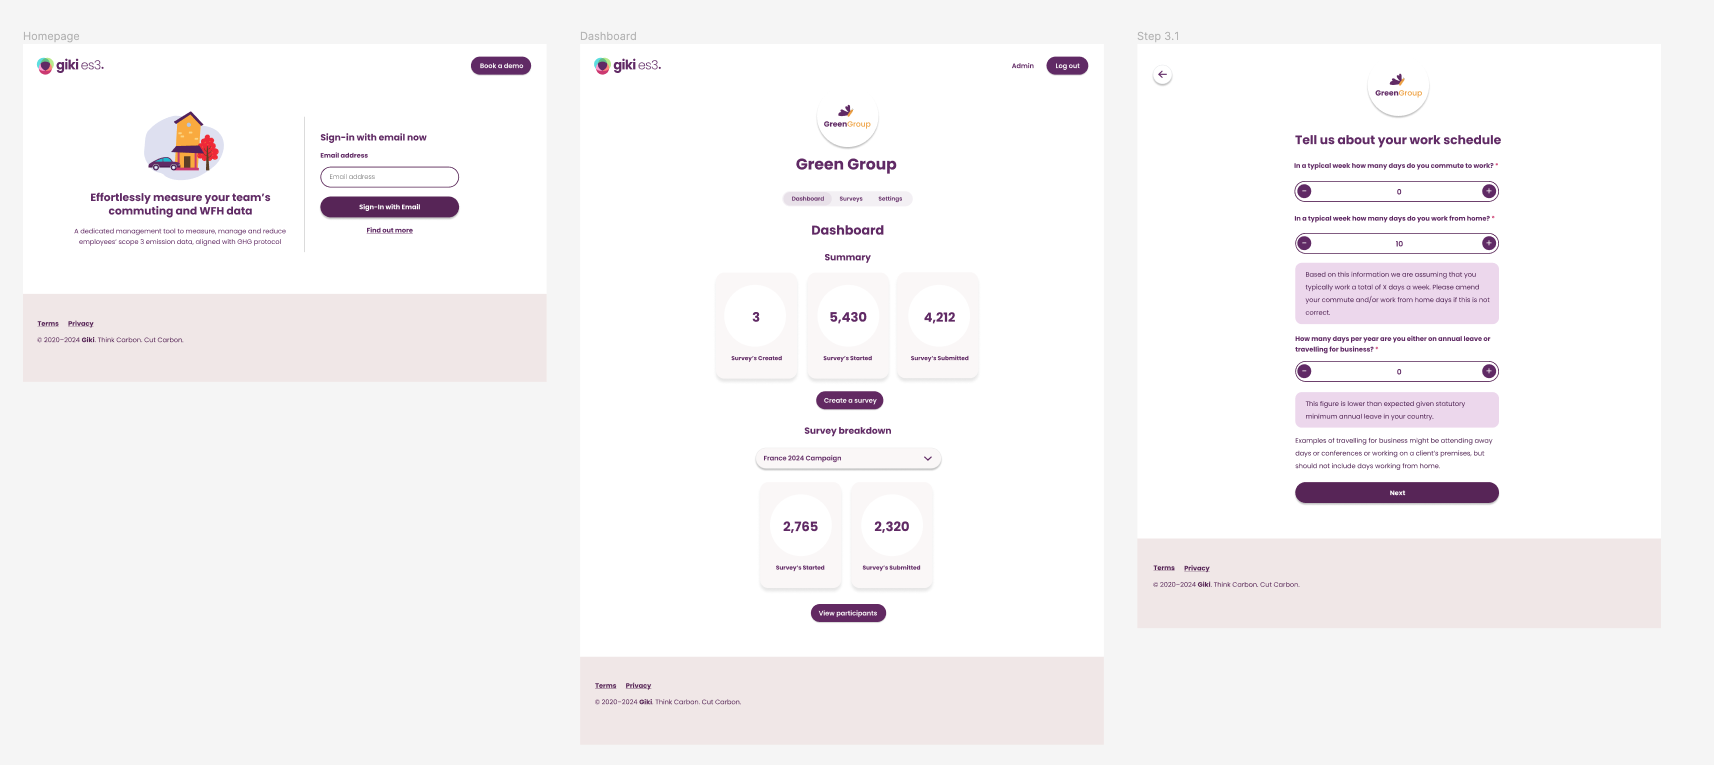 Homepage
giki es3.
Book a demo
Effortlessly measure your team's
commuting and WFH data
A dedicated management tool to measure, manage and reduce
employees' scope 3 emission data, aligned with GHG protocol
Sign-in with email now
Email address
Email address
Sign-In with Email
Find out more
Terms Privacy
© 2020-2024 Giki. Think Carbon. Cut Carbon.
Dashboard
giki es3.
Admin
Log out
GreenGroup
Green Group
Dashboard Surveys Settings
Dashboard
Summary
3 5,430 4,212
Survey's Created Survey's Started Survey's Submitted
Create a survey
Survey breakdown
France 2024 Campaign
2,765 2,320
Survey's Started Survey's Submitted
View participants
Terms Privacy
© 2020-2024 Giki. Think Carbon. Cut Carbon.
Step 3.1
GreenGroup
Tell us about your work schedule
In a typical week how many days do you commute to work? *
- 0 +
In a typical week how many days do you work from home? *
- 10 +
Based on this information we are assuming that you
typically work a total of X days a week. Please amend
your commute and/or work from home days if this is not
correct.
How many days per year are you either on annual leave or
travelling for business? *
- 0 +
This figure is lower than expected given statutory
minimum annual leave in your country.
Examples of travelling for business might be attending away
days or conferences or working on a client's premises, but
should not include days working from home.
Next
Terms Privacy
© 2020-2024 Giki. Think Carbon. Cut Carbon.